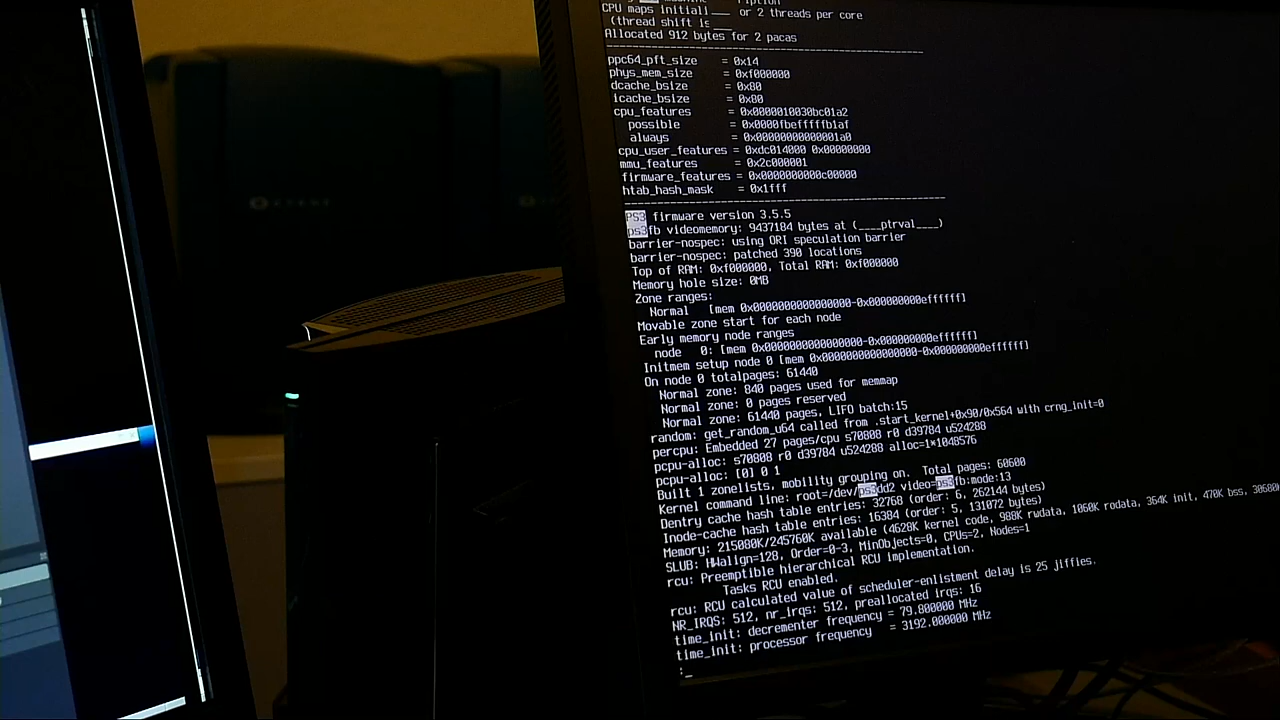 CPU maps initiali or 2 threads per core
(thread shift is
Allocated 912 bytes for 2 pacas
-----------------------------------------------------
ppc64_pft_size = 0x14
phys_mem_size = 0xf000000
dcache_bsize = 0x80
icache_bsize = 0x80
cpu_features = 0x0000010030bc01a2
possible = 0x0000fbeffffffb1af
always = 0x00000000000001a0
cpu_user_features = 0xdc014000 0x00000000
mmu_features = 0x2c000001
firmware_features = 0x0000000000c00000
htab_hash_mask = 0x1fff
-----------------------------------------------------
PS3 firmware version 3.5.5
ps3fb videomemory: 9437184 bytes at (____ptrval____)
barrier-nospec: using ORI speculation barrier
barrier-nospec: patched 390 locations
Top of RAM: 0xf000000, Total RAM: 0xf000000
Memory hole size: 0MB
Zone ranges:
Normal [mem 0x0000000000000000-0x000000000effffff]
Movable zone start for each node
Early memory node ranges
node 0: [mem 0x0000000000000000-0x000000000effffff]
Initmem setup node 0 [mem 0x0000000000000000-0x000000000effffff]
On node 0 totalpages: 61440
Normal zone: 840 pages used for memmap
Normal zone: 0 pages reserved
Normal zone: 61440 pages, LIFO batch:15
random: get_random_u64 called from .start_kernel+0x90/0x564 with crng_init=0
percpu: Embedded 27 pages/cpu s70808 r0 d39784 u524288
pcpu-alloc: s70808 r0 d39784 u524288 alloc=1*1048576
pcpu-alloc: [0] 0 1
Built 1 zonelists, mobility grouping on. Total pages: 60600
Kernel command line: root=/dev/ps3dd2 video=ps3fb:mode:13
Dentry cache hash table entries: 32768 (order: 6, 262144 bytes)
Inode-cache hash table entries: 16384 (order: 5, 131072 bytes)
Memory: 215080K/245760K available (4628K kernel code, 988K rwdata, 1060K rodata, 364K init, 470K bss, 30680K
SLUB: HWalign=128, Order=0-3, MinObjects=0, CPUs=2, Nodes=1
rcu: Preemptible hierarchical RCU implementation.
Tasks RCU enabled.
rcu: RCU calculated value of scheduler-enlistment delay is 25 jiffies.
NR_IRQS: 512, nr_irqs: 512, preallocated irqs: 16
time_init: decrementer frequency = 79.800000 MHz
time_init: processor frequency = 3192.000000 MHz
:_